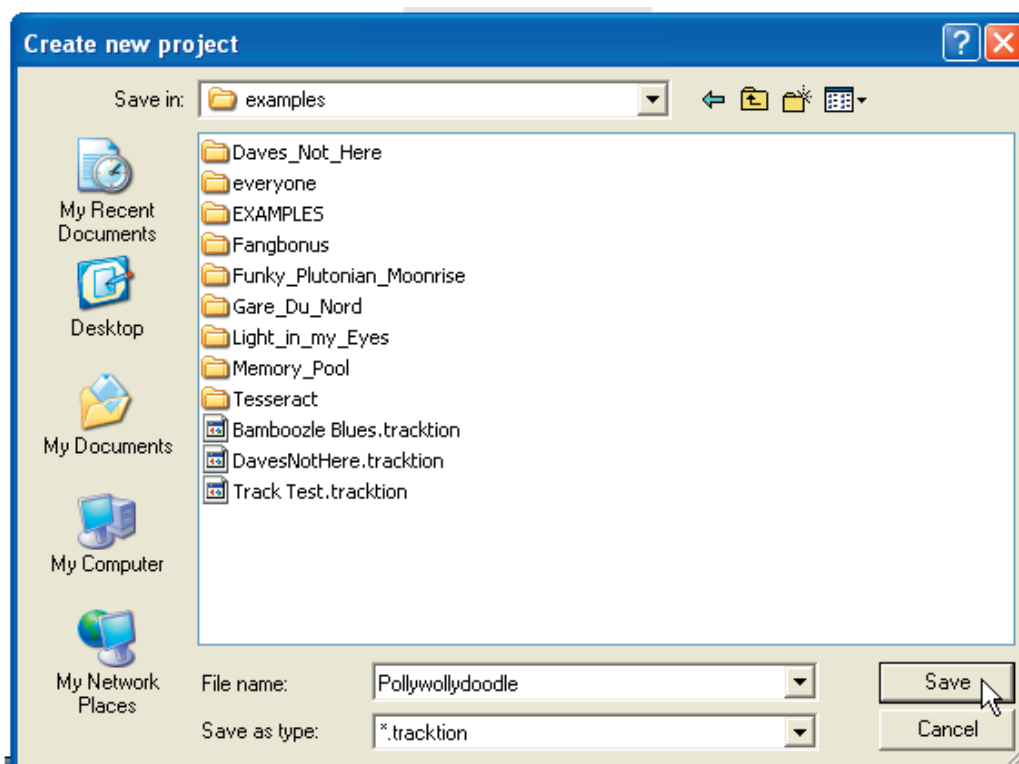 Create new project
Save in: examples
My Recent
Documents
Desktop
My Documents
My Computer
My Network
Places
Daves_Not_Here
everyone
EXAMPLES
Fangbonus
Funky_Plutonian_Moonrise
Gare_Du_Nord
Light_in_my_Eyes
Memory_Pool
Tesseract
Bamboozle Blues.tracktion
DavesNotHere.tracktion
Track Test.tracktion
File name: Pollywollydoodle Save
Save as type: *.tracktion Cancel